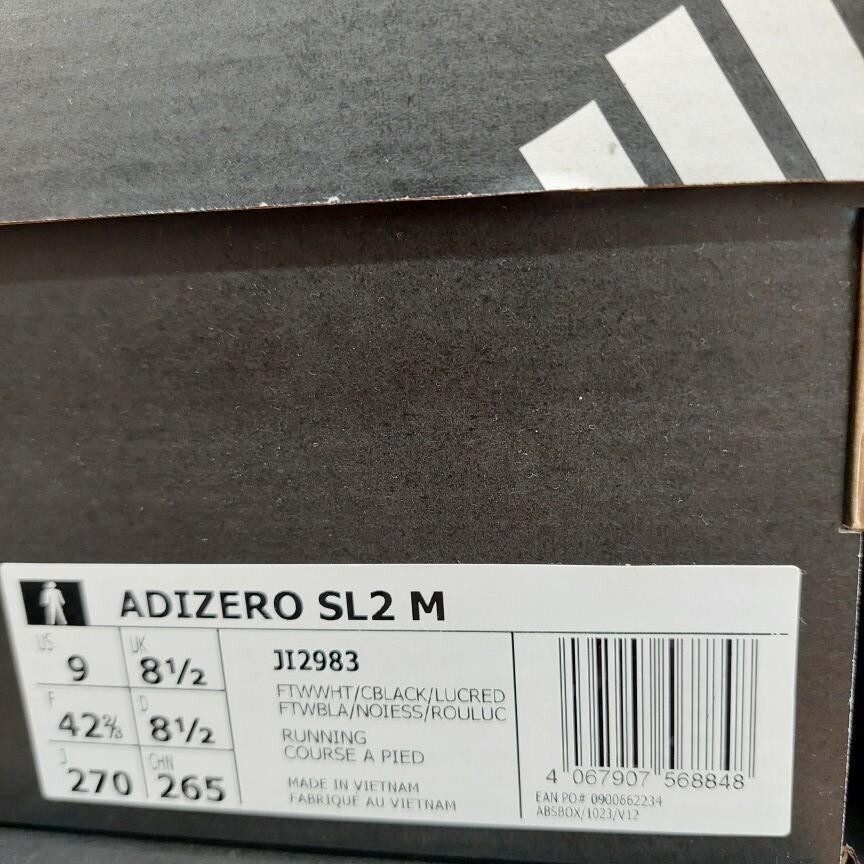 ADIZERO SL2 M
US 9 UK 8½
F 42⅔ D 8½
J 270 CHN 265
JI2983
FTWWHT/CBLACK/LUCRED
FTWBLA/NOIESS/ROULUC
RUNNING
COURSE A PIED
MADE IN VIETNAM
FABRIQUÉ AU VIETNAM
4 067907 568848
EAN PO# 0900662234
ABSBOX/1023/V12